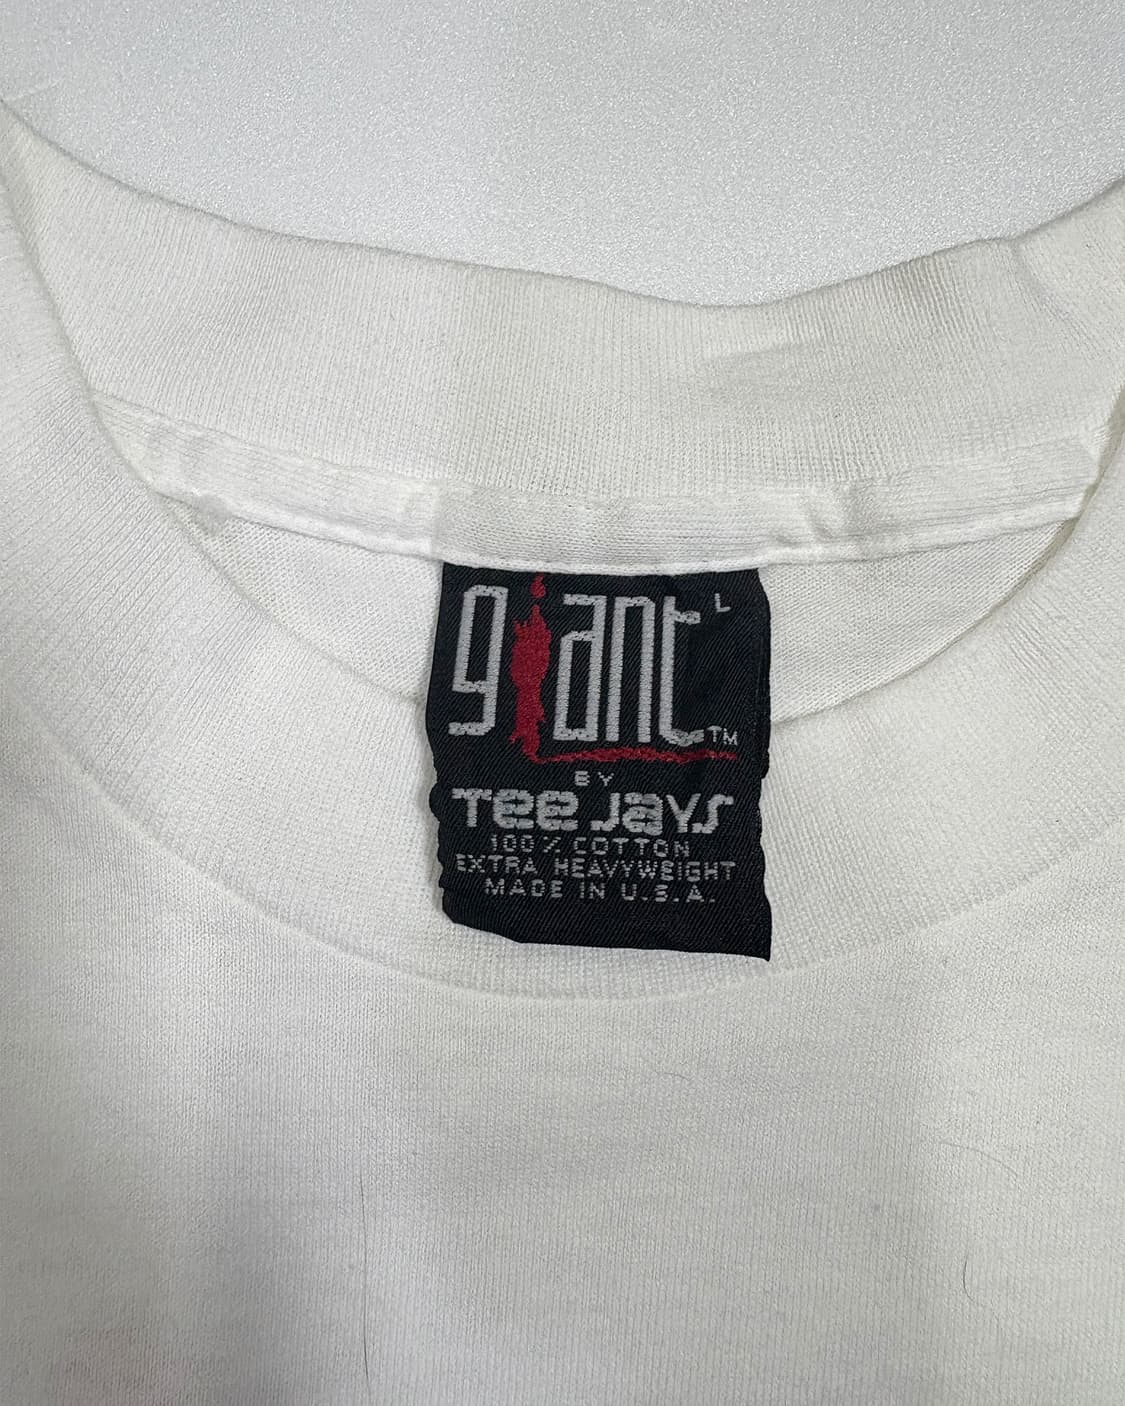 giant L
TM
BY
Tee Jays
100% COTTON
EXTRA HEAVYWEIGHT
MADE IN U.S.A.